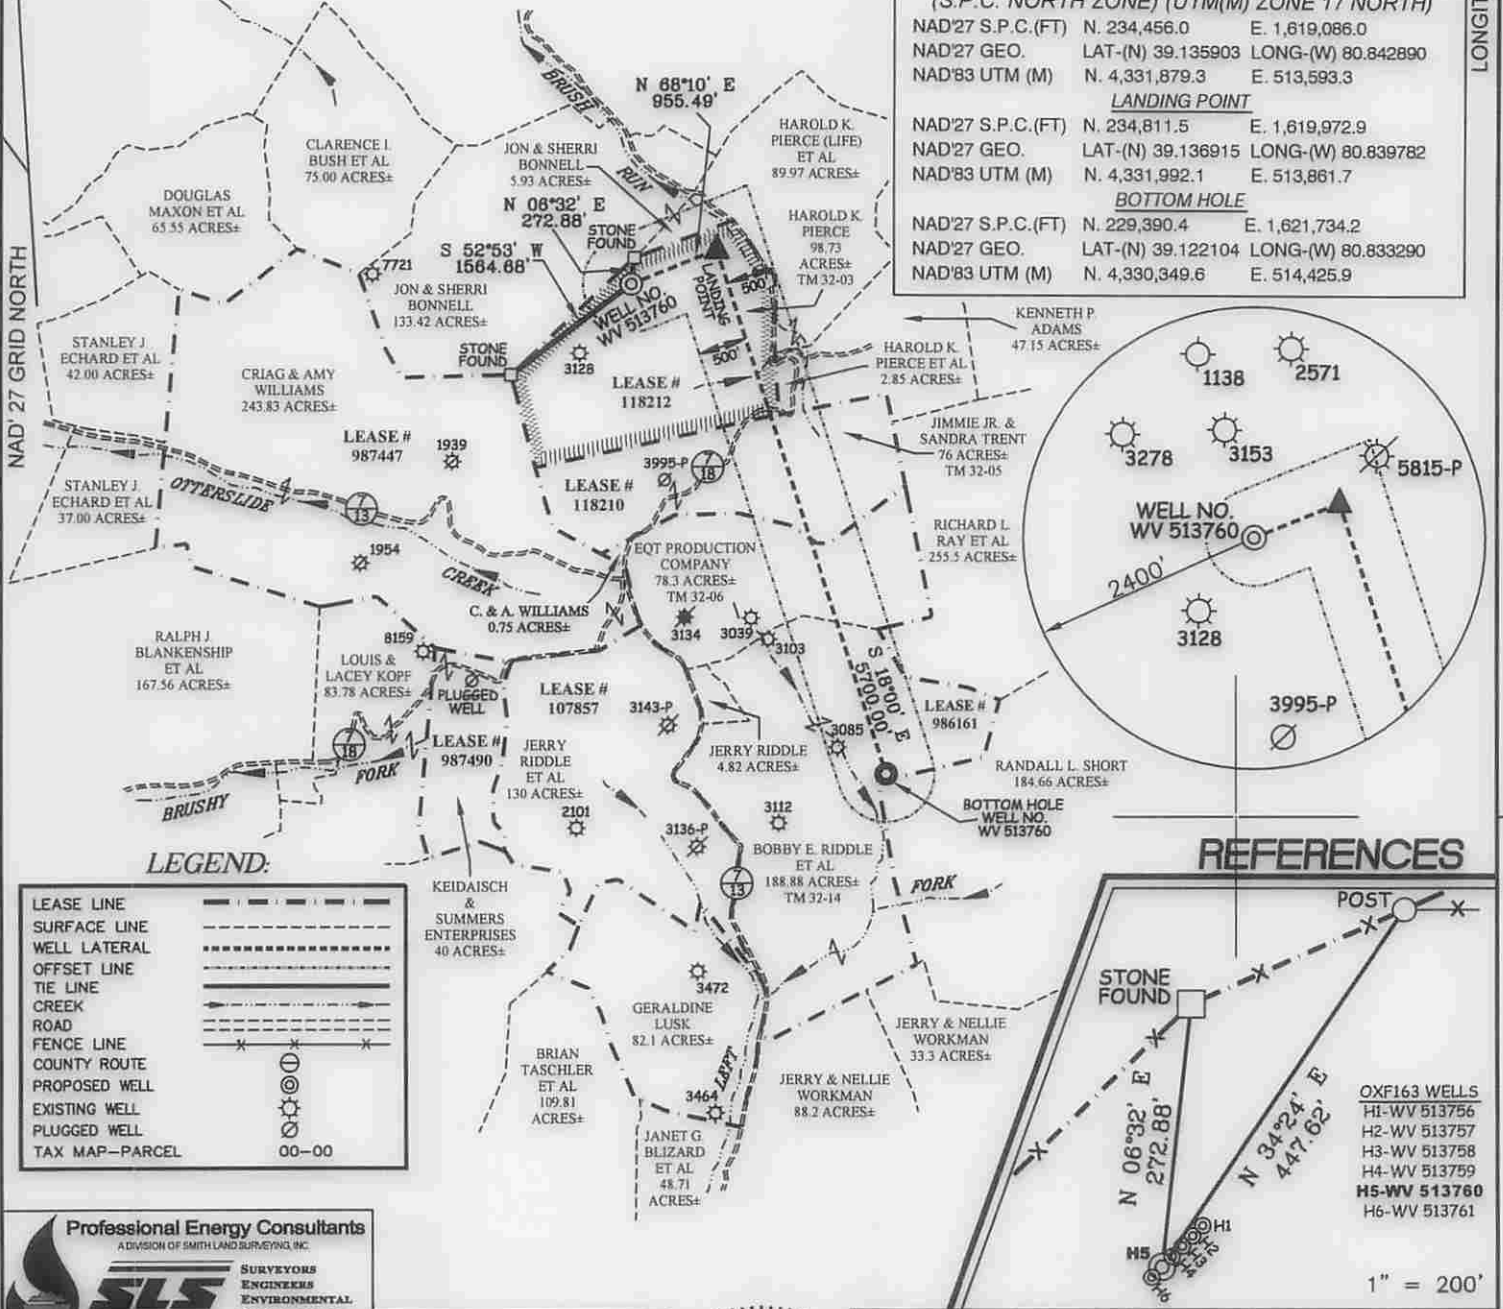 (S.P.C. NORTH ZONE) (UTM(M) ZONE 17 NORTH)
NAD'27 S.P.C.(FT) N. 234,456.0 E. 1,619,086.0
NAD'27 GEO. LAT-(N) 39.135903 LONG-(W) 80.842890
NAD'83 UTM (M) N. 4,331,879.3 E. 513,593.3
LANDING POINT
NAD'27 S.P.C.(FT) N. 234,811.5 E. 1,619,972.9
NAD'27 GEO. LAT-(N) 39.136915 LONG-(W) 80.839782
NAD'83 UTM (M) N. 4,331,992.1 E. 513,861.7
BOTTOM HOLE
NAD'27 S.P.C.(FT) N. 229,390.4 E. 1,621,734.2
NAD'27 GEO. LAT-(N) 39.122104 LONG-(W) 80.833290
NAD'83 UTM (M) N. 4,330,349.6 E. 514,425.9
LONGIT
NAD' 27 GRID NORTH
BRUSH
RUN
N 68°10' E
955.49'
CLARENCE I.
BUSH ET AL
75.00 ACRES±
JON & SHERRI
BONNELL
5.93 ACRES±
HAROLD K.
PIERCE (LIFE)
ET AL
89.97 ACRES±
DOUGLAS
MAXON ET AL
65.55 ACRES±
N 06°32' E
272.88'
STONE
FOUND
HAROLD K.
PIERCE
98.73
ACRES±
TM 32-03
S 52°53' W
1564.68'
7721
JON & SHERRI
BONNELL
133.42 ACRES±
WELL NO.
WV 513760
LANDING
POINT
500'
500'
KENNETH P.
ADAMS
47.15 ACRES±
STANLEY J.
ECHARD ET AL
42.00 ACRES±
STONE
FOUND
3128
HAROLD K.
PIERCE ET AL
2.85 ACRES±
CRIAG & AMY
WILLIAMS
243.83 ACRES±
LEASE #
118212
LEASE #
987447
1939
JIMMIE JR. &
SANDRA TRENT
76 ACRES±
TM 32-05
3995-P
7
18
STANLEY J.
ECHARD ET AL
37.00 ACRES±
OTTERSLIDE
CREEK
7
13
LEASE #
118210
RICHARD L.
RAY ET AL
255.5 ACRES±
1954
EQT PRODUCTION
COMPANY
78.3 ACRES±
TM 32-06
C. & A. WILLIAMS
0.75 ACRES±
3134
3039
3103
RALPH J.
BLANKENSHIP
ET AL
167.56 ACRES±
8159
LOUIS &
LACEY KOPF
83.78 ACRES±
PLUGGED
WELL
LEASE #
107857
3143-P
S 18°00' E
5700.00'
LEASE #
986161
3085
7
18
LEASE #
987490
JERRY
RIDDLE
ET AL
130 ACRES±
JERRY RIDDLE
4.82 ACRES±
RANDALL L. SHORT
184.66 ACRES±
BRUSHY
FORK
2101
3136-P
3112
BOTTOM HOLE
WELL NO.
WV 513760
BOBBY E. RIDDLE
ET AL
188.88 ACRES±
TM 32-14
7
13
KEIDAISCH
&
SUMMERS
ENTERPRISES
40 ACRES±
FORK
3472
GERALDINE
LUSK
82.1 ACRES±
LEFT
BRIAN
TASCHLER
ET AL
109.81
ACRES±
3464
JANET G.
BLIZARD
ET AL
48.71
ACRES±
JERRY & NELLIE
WORKMAN
33.3 ACRES±
JERRY & NELLIE
WORKMAN
88.2 ACRES±
1138
2571
3278
3153
5815-P
WELL NO.
WV 513760
2400'
3128
3995-P
LEGEND:
LEASE LINE
SURFACE LINE
WELL LATERAL
OFFSET LINE
TIE LINE
CREEK
ROAD
FENCE LINE
COUNTY ROUTE
PROPOSED WELL
EXISTING WELL
PLUGGED WELL
TAX MAP-PARCEL 00-00
REFERENCES
POST
STONE
FOUND
N 06°32' E
272.88'
N 34°24' E
447.62'
H1
H2
H3
H4
H5
H6
OXF163 WELLS
H1-WV 513756
H2-WV 513757
H3-WV 513758
H4-WV 513759
H5-WV 513760
H6-WV 513761
1" = 200'
Professional Energy Consultants
A DIVISION OF SMITH LAND SURVEYING, INC.
SLS
SURVEYORS
ENGINEERS
ENVIRONMENTAL